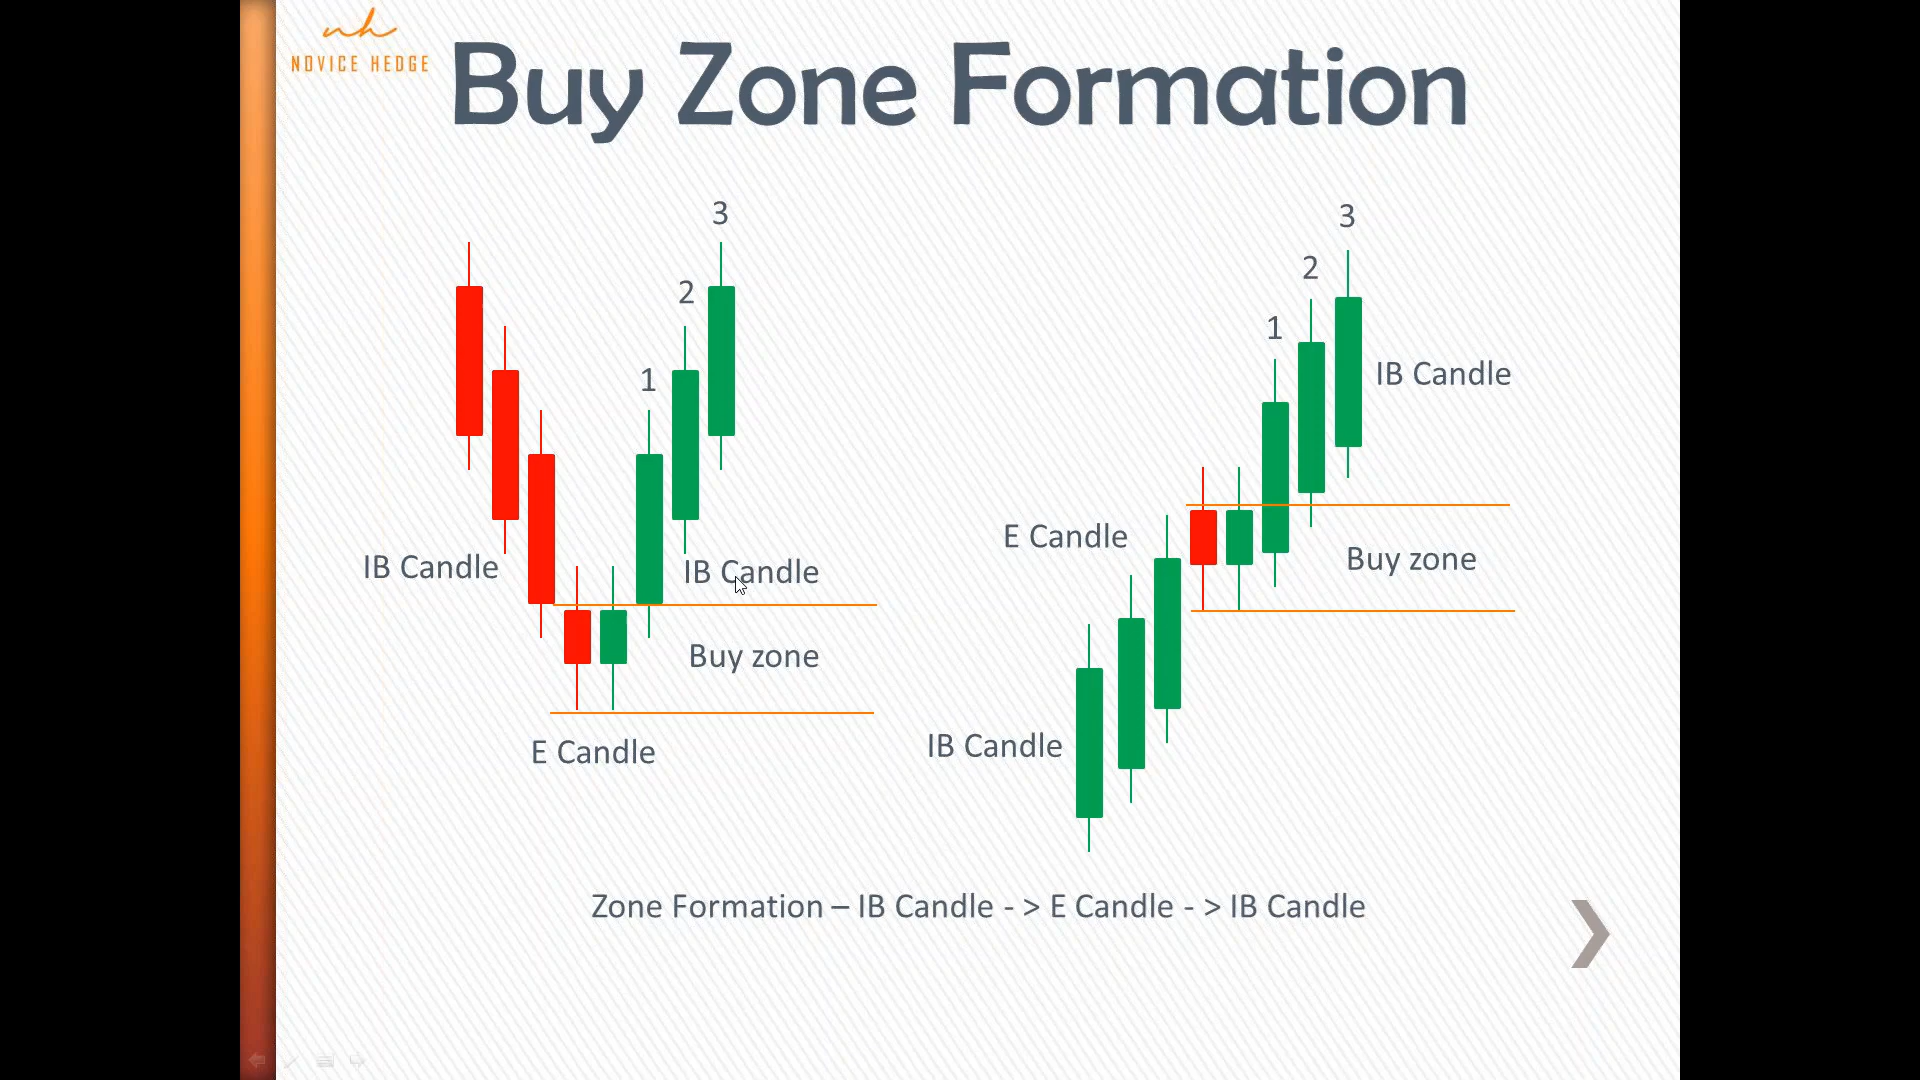 nh
NOVICE HEDGE
Buy Zone Formation
3
2
1
IB Candle
IB Candle
Buy zone
E Candle
3
2
1
IB Candle
E Candle
Buy zone
IB Candle
Zone Formation – IB Candle - > E Candle - > IB Candle